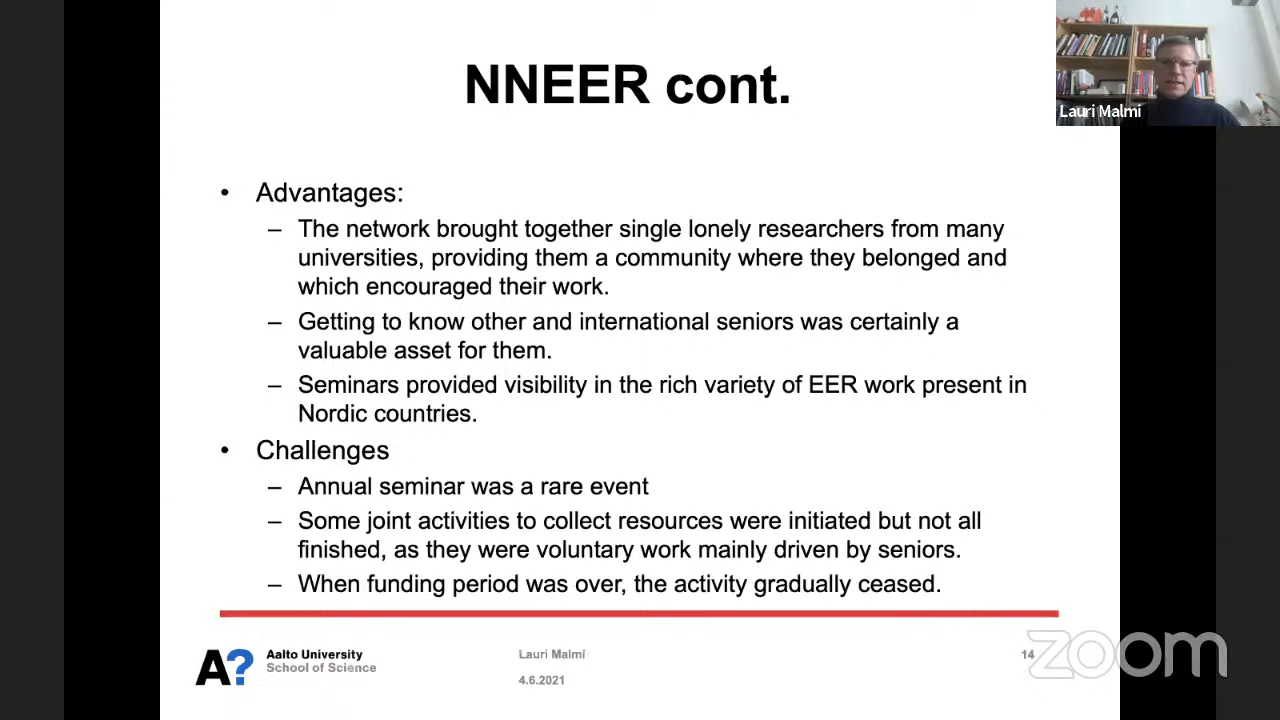 NNEER cont.
Lauri Malmi
• Advantages:
– The network brought together single lonely researchers from many
universities, providing them a community where they belonged and
which encouraged their work.
– Getting to know other and international seniors was certainly a
valuable asset for them.
– Seminars provided visibility in the rich variety of EER work present in
Nordic countries.
• Challenges
– Annual seminar was a rare event
– Some joint activities to collect resources were initiated but not all
finished, as they were voluntary work mainly driven by seniors.
– When funding period was over, the activity gradually ceased.
A?
Aalto University
School of Science
Lauri Malmi
4.6.2021
14
zoom